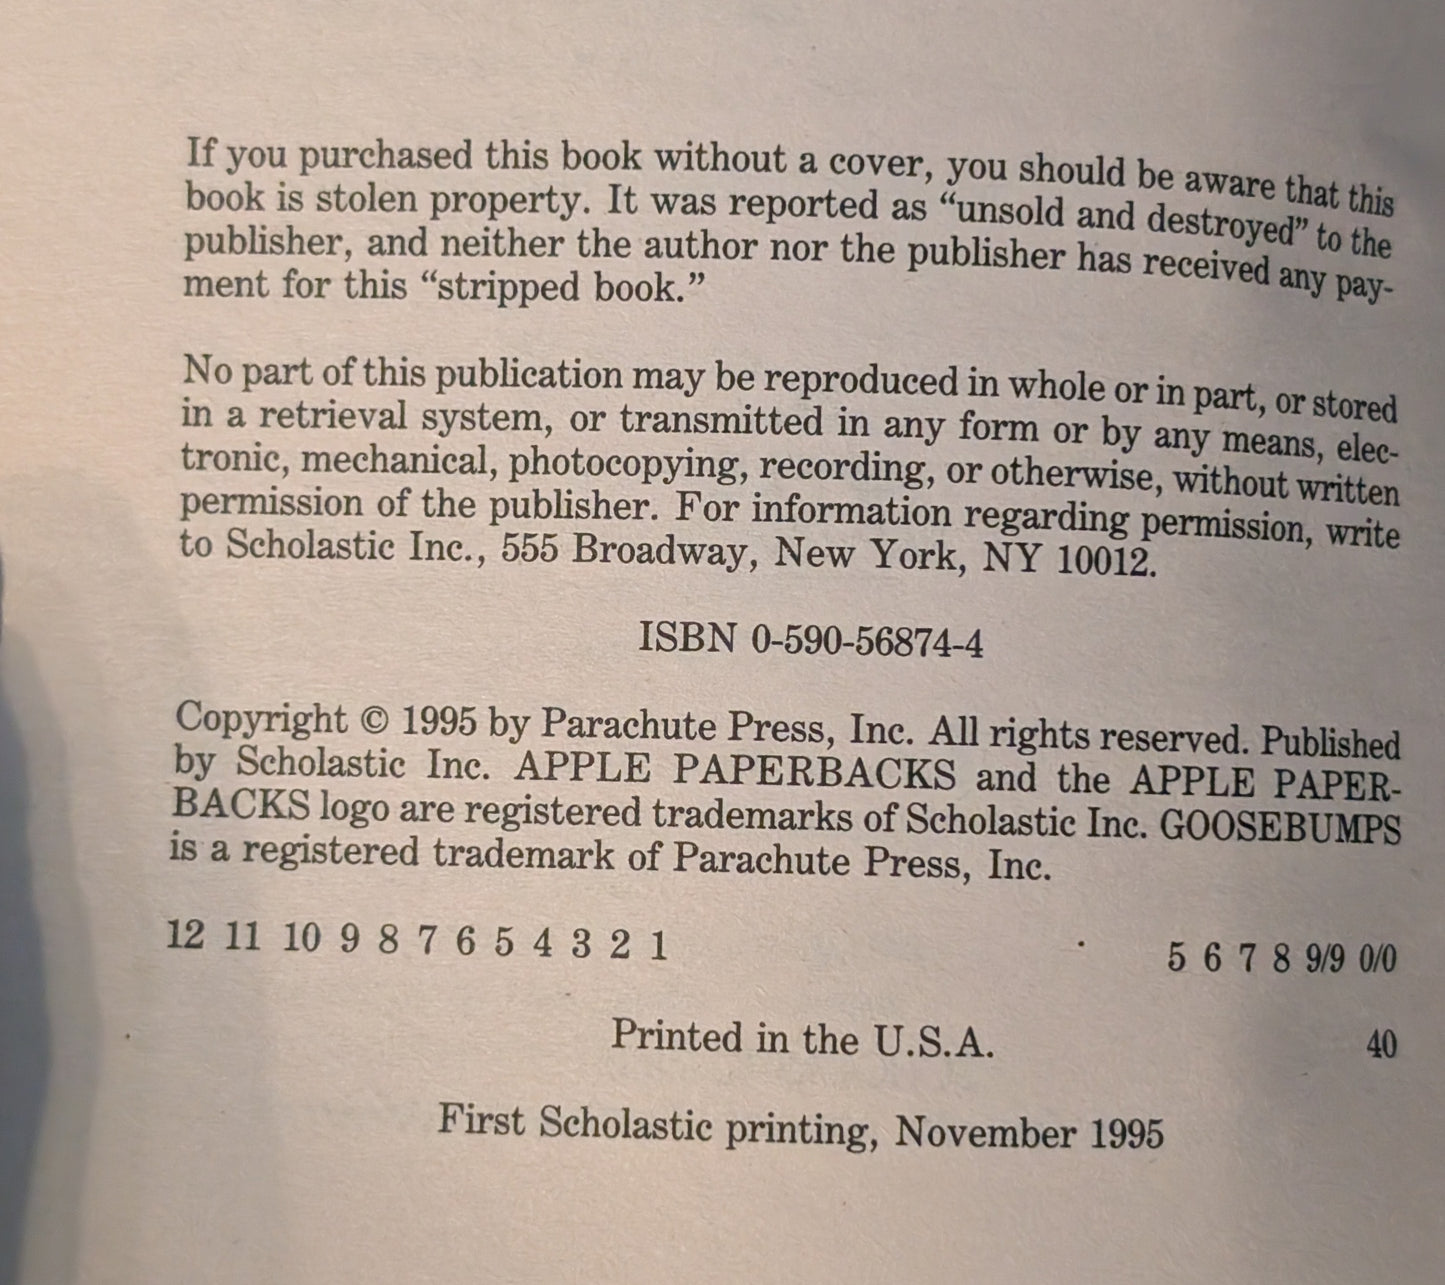 If you purchased this book without a cover, you should be aware that this
book is stolen property. It was reported as “unsold and destroyed” to the
publisher, and neither the author nor the publisher has received any pay-
ment for this “stripped book.”
No part of this publication may be reproduced in whole or in part, or stored
in a retrieval system, or transmitted in any form or by any means, elec-
tronic, mechanical, photocopying, recording, or otherwise, without written
permission of the publisher. For information regarding permission, write
to Scholastic Inc., 555 Broadway, New York, NY 10012.
ISBN 0-590-56874-4
Copyright © 1995 by Parachute Press, Inc. All rights reserved. Published
by Scholastic Inc. APPLE PAPERBACKS and the APPLE PAPER-
BACKS logo are registered trademarks of Scholastic Inc. GOOSEBUMPS
is a registered trademark of Parachute Press, Inc.
12 11 10 9 8 7 6 5 4 3 2 1 5 6 7 8 9/9 0/0
Printed in the U.S.A. 40
First Scholastic printing, November 1995